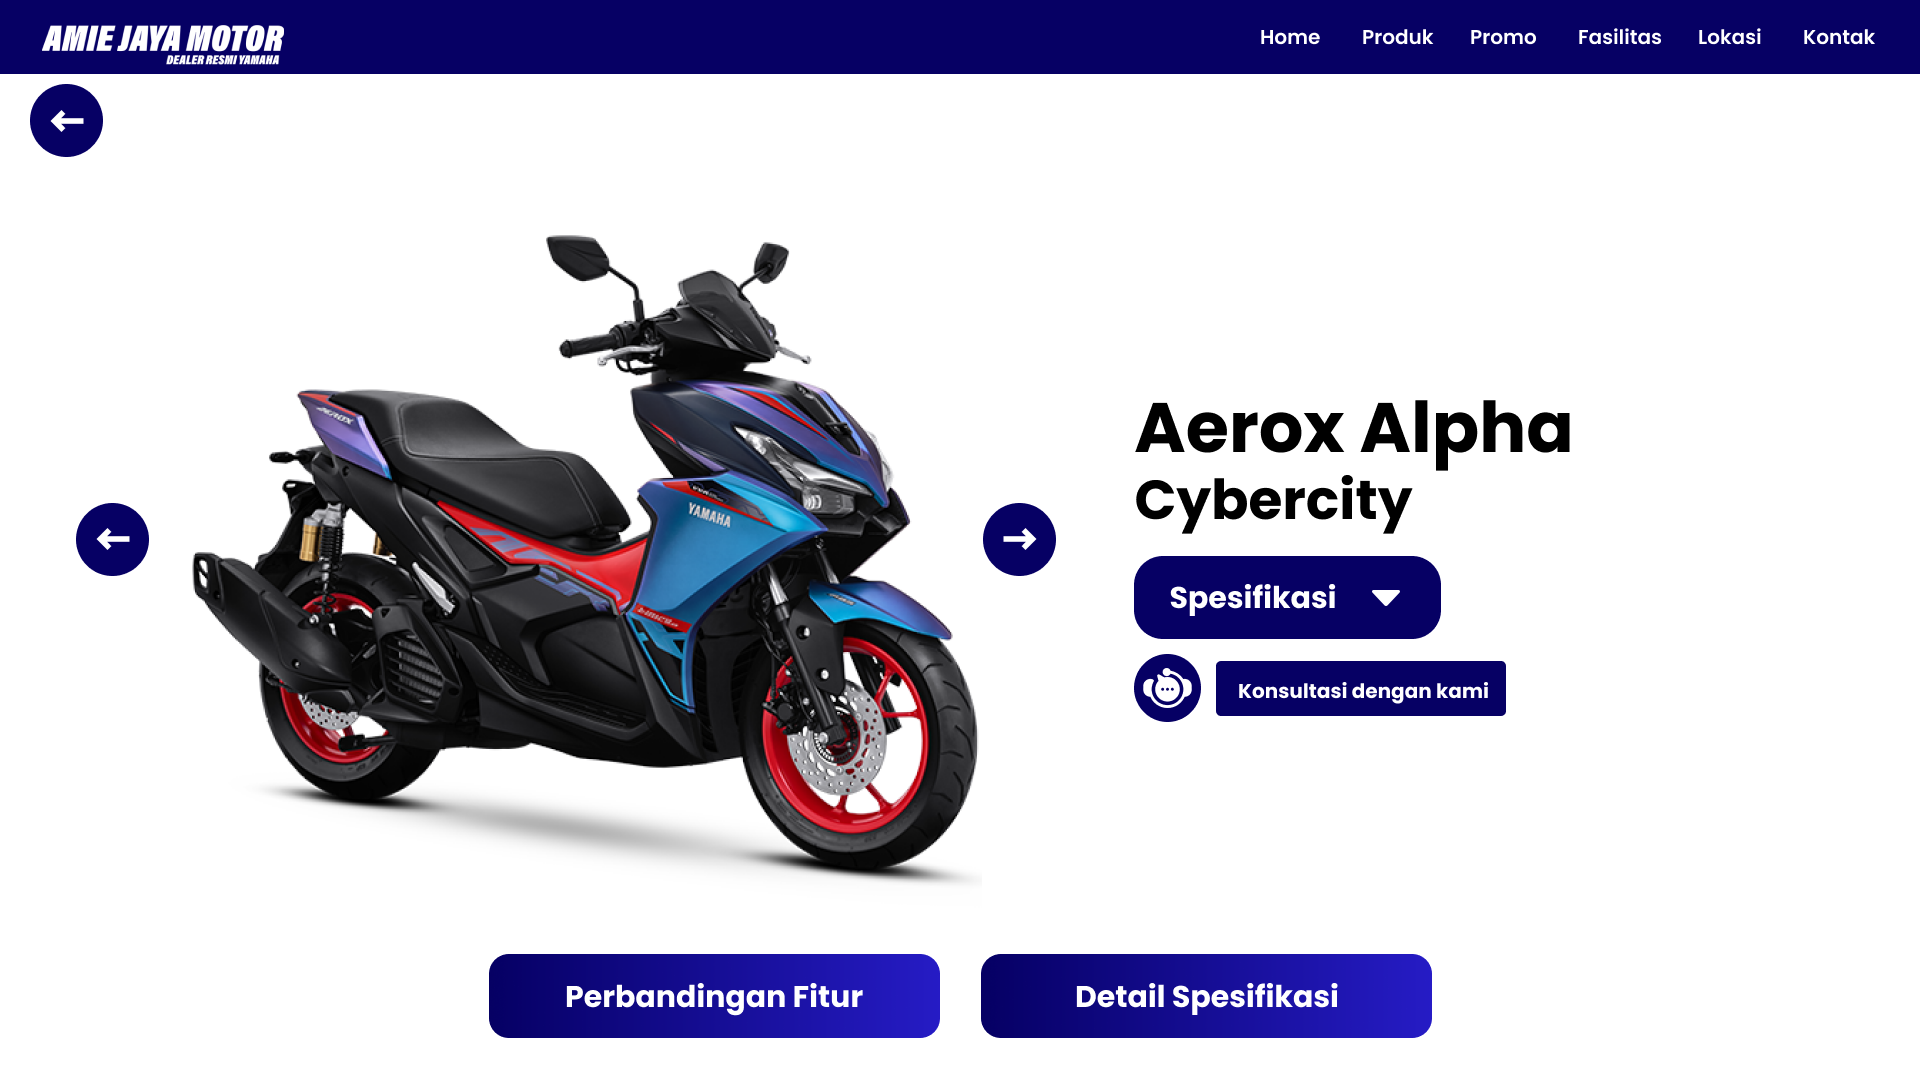 AMIE JAYA MOTOR
DEALER RESMI YAMAHA
Home Produk Promo Fasilitas Lokasi Kontak
AEROX
YAMAHA
Aerox Alpha
Cybercity
Spesifikasi
Konsultasi dengan kami
Perbandingan Fitur
Detail Spesifikasi